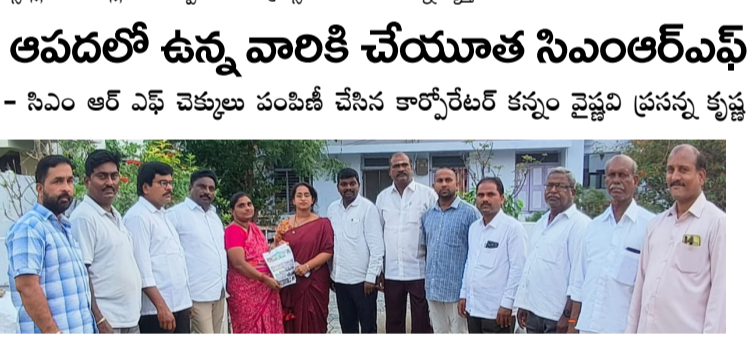 ఆపదలో ఉన్న వారికి చేయూత సిఎంఆర్ఎఫ్
- సిఎం ఆర్ ఎఫ్ చెక్కులు పంపిణీ చేసిన కార్పోరేటర్ కన్నం వైష్ణవి ప్రసన్న కృష్ణ